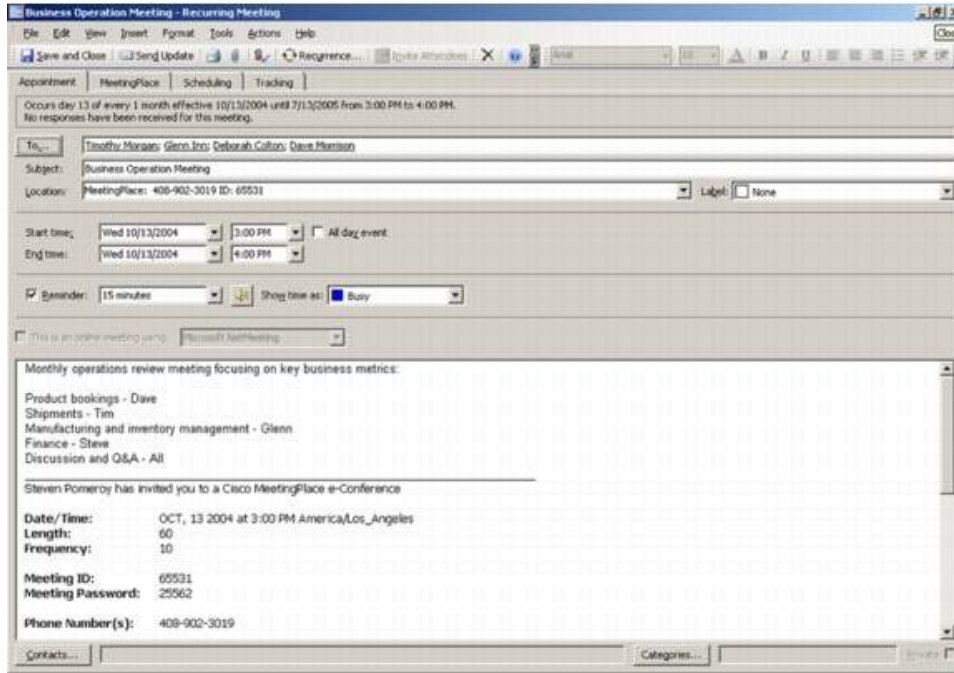 Business Operation Meeting - Recurring Meeting
File Edit View Insert Format Tools Actions Help
Clos
Save and Close Send Update Recurrence... Invite Attendees Arial 10 A B I U
Appointment MeetingPlace Scheduling Tracking
Occurs day 13 of every 1 month effective 10/13/2004 until 7/13/2005 from 3:00 PM to 4:00 PM.
No responses have been received for this meeting.
To... Timothy Morgan; Glenn Inn; Deborah Colton; Dave Morrison
Subject: Business Operation Meeting
Location: MeetingPlace: 408-902-3019 ID: 65531 Label: None
Start time: Wed 10/13/2004 3:00 PM All day event
End time: Wed 10/13/2004 4:00 PM
Reminder: 15 minutes Show time as: Busy
This is an online meeting using: Microsoft NetMeeting
Monthly operations review meeting focusing on key business metrics:
Product bookings - Dave
Shipments - Tim
Manufacturing and inventory management - Glenn
Finance - Steve
Discussion and Q&A - All
Steven Pomeroy has invited you to a Cisco MeetingPlace e-Conference
Date/Time: OCT, 13 2004 at 3:00 PM America/Los_Angeles
Length: 60
Frequency: 10
Meeting ID: 65531
Meeting Password: 25562
Phone Number(s): 408-902-3019
Contacts... Categories... Private